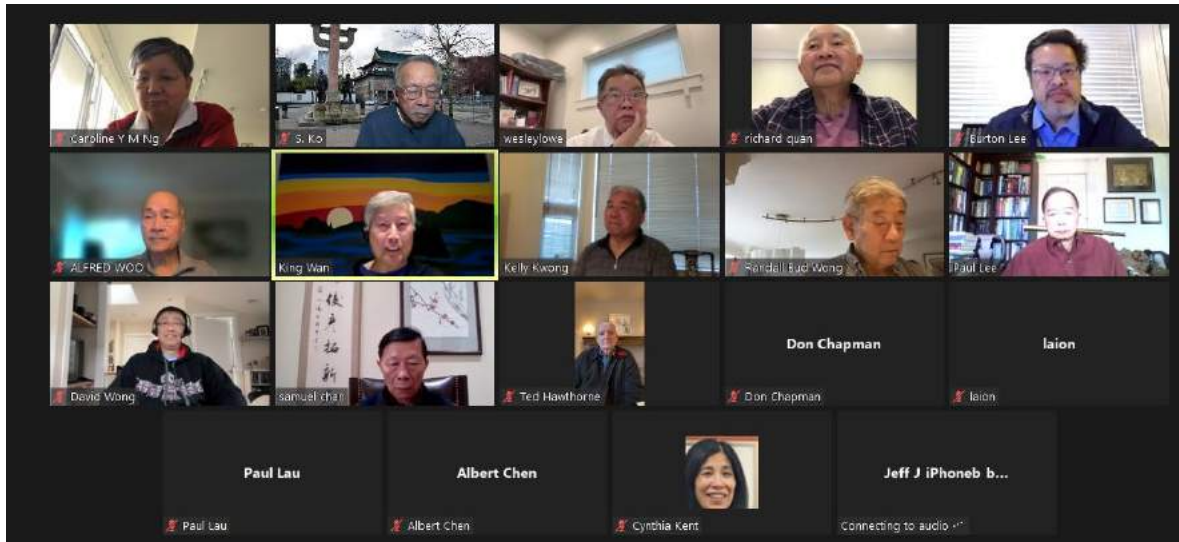 Caroline Y M Ng
S. Ko
wesleylowe
richard quan
Burton Lee
ALFRED WOO
King Wan
Kelly Kwong
Randall Bud Wong
Paul Lee
David Wong
samuel chan
Ted Hawthorne
Don Chapman
Don Chapman
laion
laion
Paul Lau
Paul Lau
Albert Chen
Albert Chen
Cynthia Kent
Jeff J iPhoneb b...
Connecting to audio